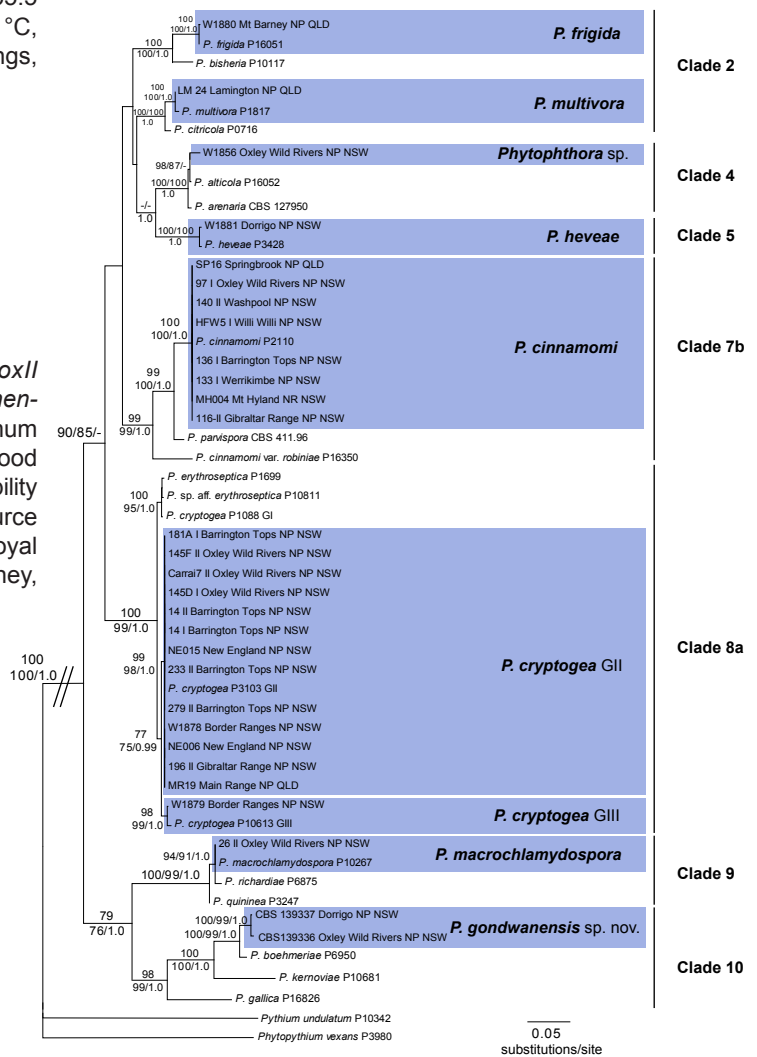 °C,
ngs,
oxII
nen-
num
ood
bility
urce
oyal
ney,
100
100/1.0
W1880 Mt Barney NP QLD
P. frigida P16051
P. frigida
100
100/1.0
P. bisheria P10117
Clade 2
100
100/1.0
LM 24 Lamington NP QLD
P. multivora P1817
P. multivora
100/100
1.0
P. citricola P0716
W1856 Oxley Wild Rivers NP NSW
Phytophthora sp.
98/87/-
100/100
1.0
P. alticola P16052
Clade 4
P. arenaria CBS 127950
-/-
1.0
W1881 Dorrigo NP NSW
100/100
1.0
P. heveae P3428
P. heveae
Clade 5
SP16 Springbrook NP QLD
97 I Oxley Wild Rivers NP NSW
140 II Washpool NP NSW
HFW5 I Willi Willi NP NSW
100
100/1.0
P. cinnamomi P2110
P. cinnamomi
Clade 7b
136 I Barrington Tops NP NSW
133 I Werrikimbe NP NSW
MH004 Mt Hyland NR NSW
116-II Gibraltar Range NP NSW
99
100/1.0
P. parvispora CBS 411.96
99
99/1.0
P. cinnamomi var. robiniae P16350
90/85/-
P. erythroseptica P1699
P. sp. aff. erythroseptica P10811
P. cryptogea P1088 GI
100
95/1.0
181A I Barrington Tops NP NSW
145F II Oxley Wild Rivers NP NSW
Carrai7 II Oxley Wild Rivers NP NSW
145D I Oxley Wild Rivers NP NSW
14 II Barrington Tops NP NSW
14 I Barrington Tops NP NSW
NE015 New England NP NSW
233 II Barrington Tops NP NSW
P. cryptogea P3103 GII
279 II Barrington Tops NP NSW
W1878 Border Ranges NP NSW
NE006 New England NP NSW
196 II Gibraltar Range NP NSW
MR19 Main Range NP QLD
P. cryptogea GII
Clade 8a
100
99/1.0
99
98/1.0
77
75/0.99
100
100/1.0
W1879 Border Ranges NP NSW
98
99/1.0
P. cryptogea P10613 GIII
P. cryptogea GIII
26 II Oxley Wild Rivers NP NSW
94/91/1.0
P. macrochlamydospora P10267
P. macrochlamydospora
100/99/1.0
P. richardiae P6875
Clade 9
P. quininea P3247
79
76/1.0
CBS 139337 Dorrigo NP NSW
100/99/1.0
CBS139336 Oxley Wild Rivers NP NSW
P. gondwanensis sp. nov.
100/99/1.0
P. boehmeriae P6950
100
100/1.0
P. kernoviae P10681
Clade 10
98
99/1.0
P. gallica P16826
Pythium undulatum P10342
Phytopythium vexans P3980
0.05
substitutions/site